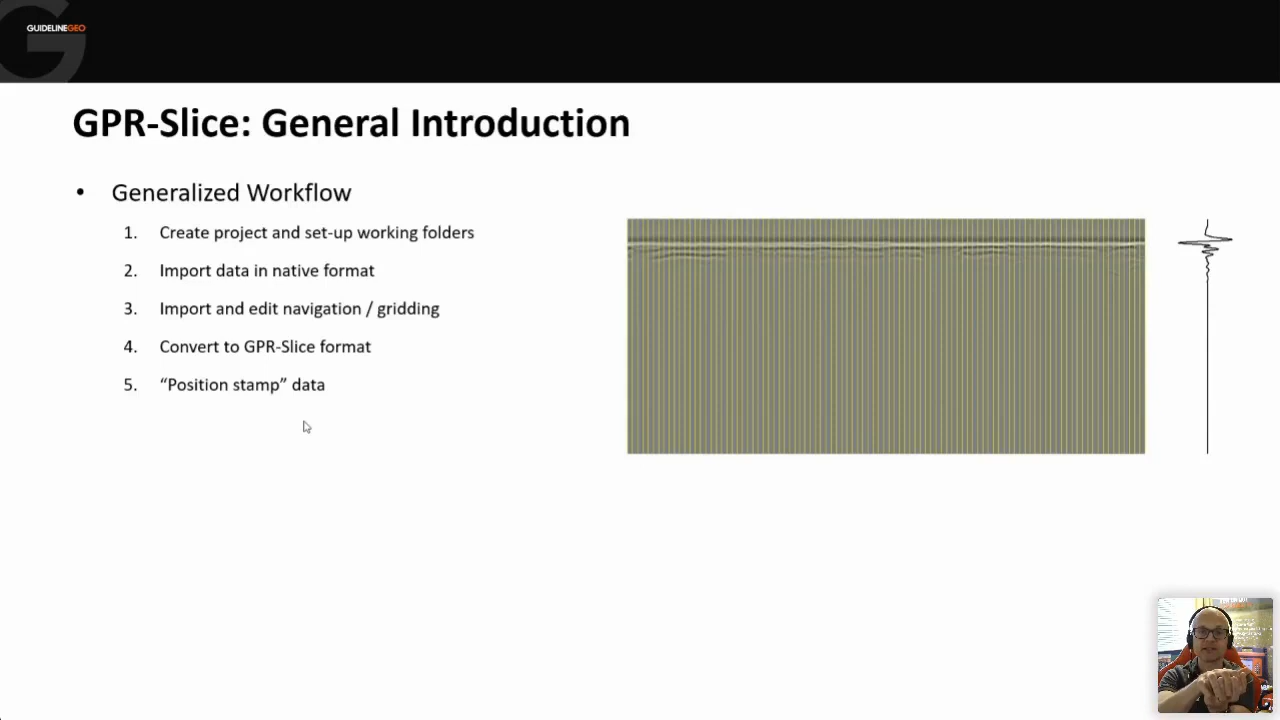 GUIDELINEGEO
GPR-Slice: General Introduction
• Generalized Workflow
1. Create project and set-up working folders
2. Import data in native format
3. Import and edit navigation / gridding
4. Convert to GPR-Slice format
5. “Position stamp” data